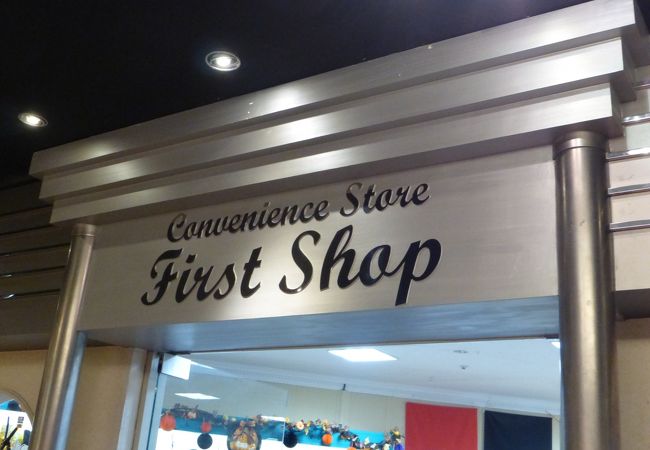 Convenience Store
First Shop